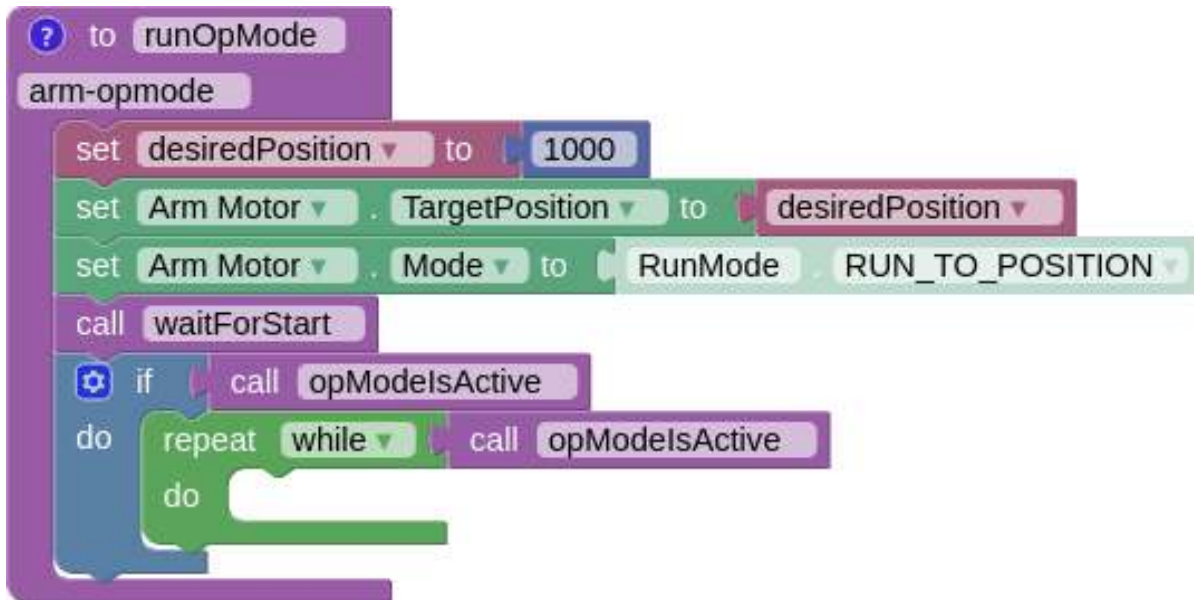 ? to runOpMode
arm-opmode
set desiredPosition to 1000
set Arm Motor . TargetPosition to desiredPosition
set Arm Motor . Mode to RunMode . RUN_TO_POSITION
call waitForStart
if call opModeIsActive
do repeat while call opModeIsActive
do